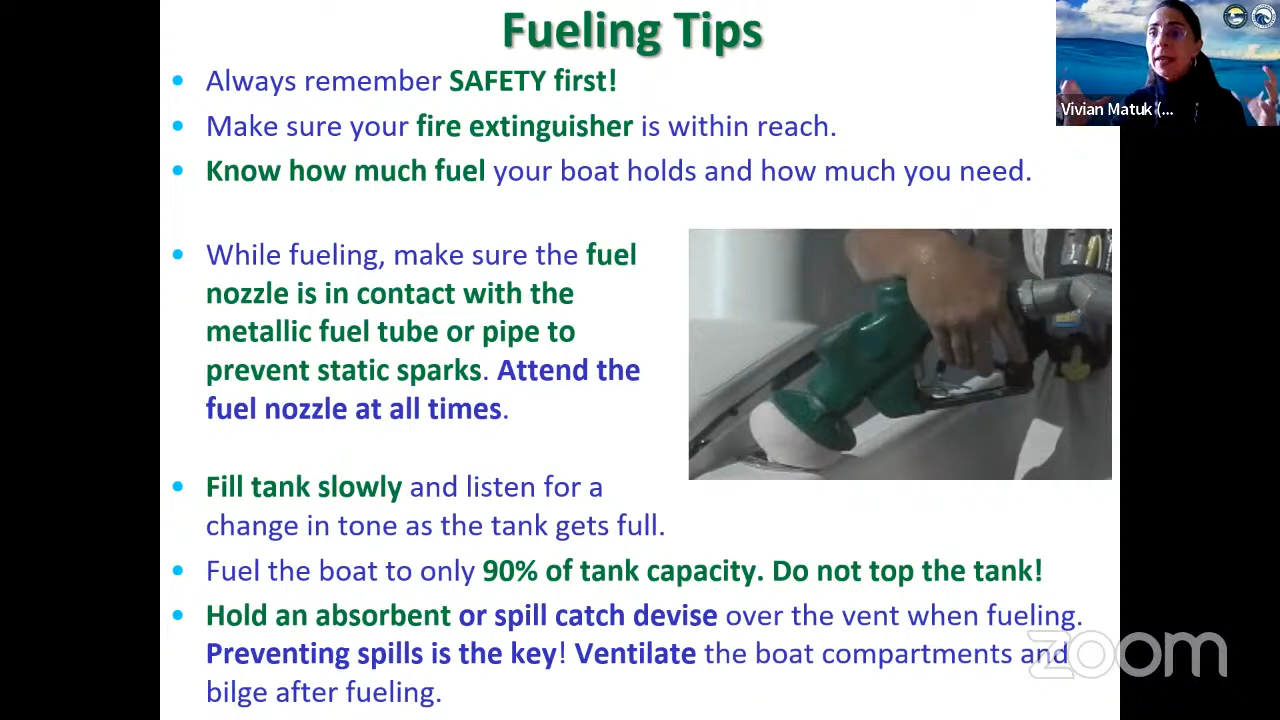 Fueling Tips
• Always remember SAFETY first!
• Make sure your fire extinguisher is within reach.
• Know how much fuel your boat holds and how much you need.
• While fueling, make sure the fuel
nozzle is in contact with the
metallic fuel tube or pipe to
prevent static sparks. Attend the
fuel nozzle at all times.
• Fill tank slowly and listen for a
change in tone as the tank gets full.
• Fuel the boat to only 90% of tank capacity. Do not top the tank!
• Hold an absorbent or spill catch devise over the vent when fueling.
Preventing spills is the key! Ventilate the boat compartments and
bilge after fueling.
Vivian Matuk (...
zoom